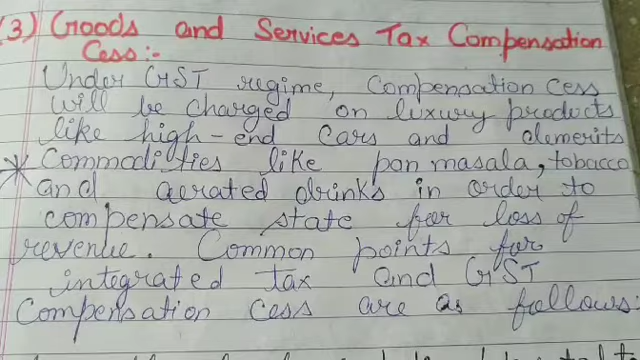 (3) Goods and Services Tax Compensation
Cess:-
Under GST regime, Compensation Cess
will be charged on luxury products
like high-end cars and demerits
* Commodities like pan masala, tobacco
and aerated drinks in order to
compensate state for loss of
revenue. Common points for
integrated tax and GST
Compensation cess are as follows: